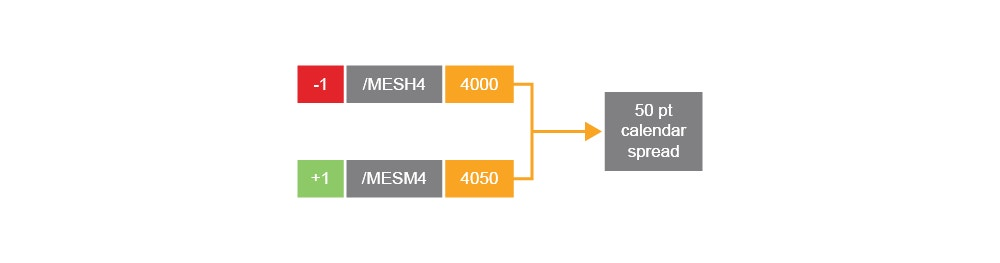 -1 /MESH4 4000
50 pt
calendar
spread
+1 /MESM4 4050